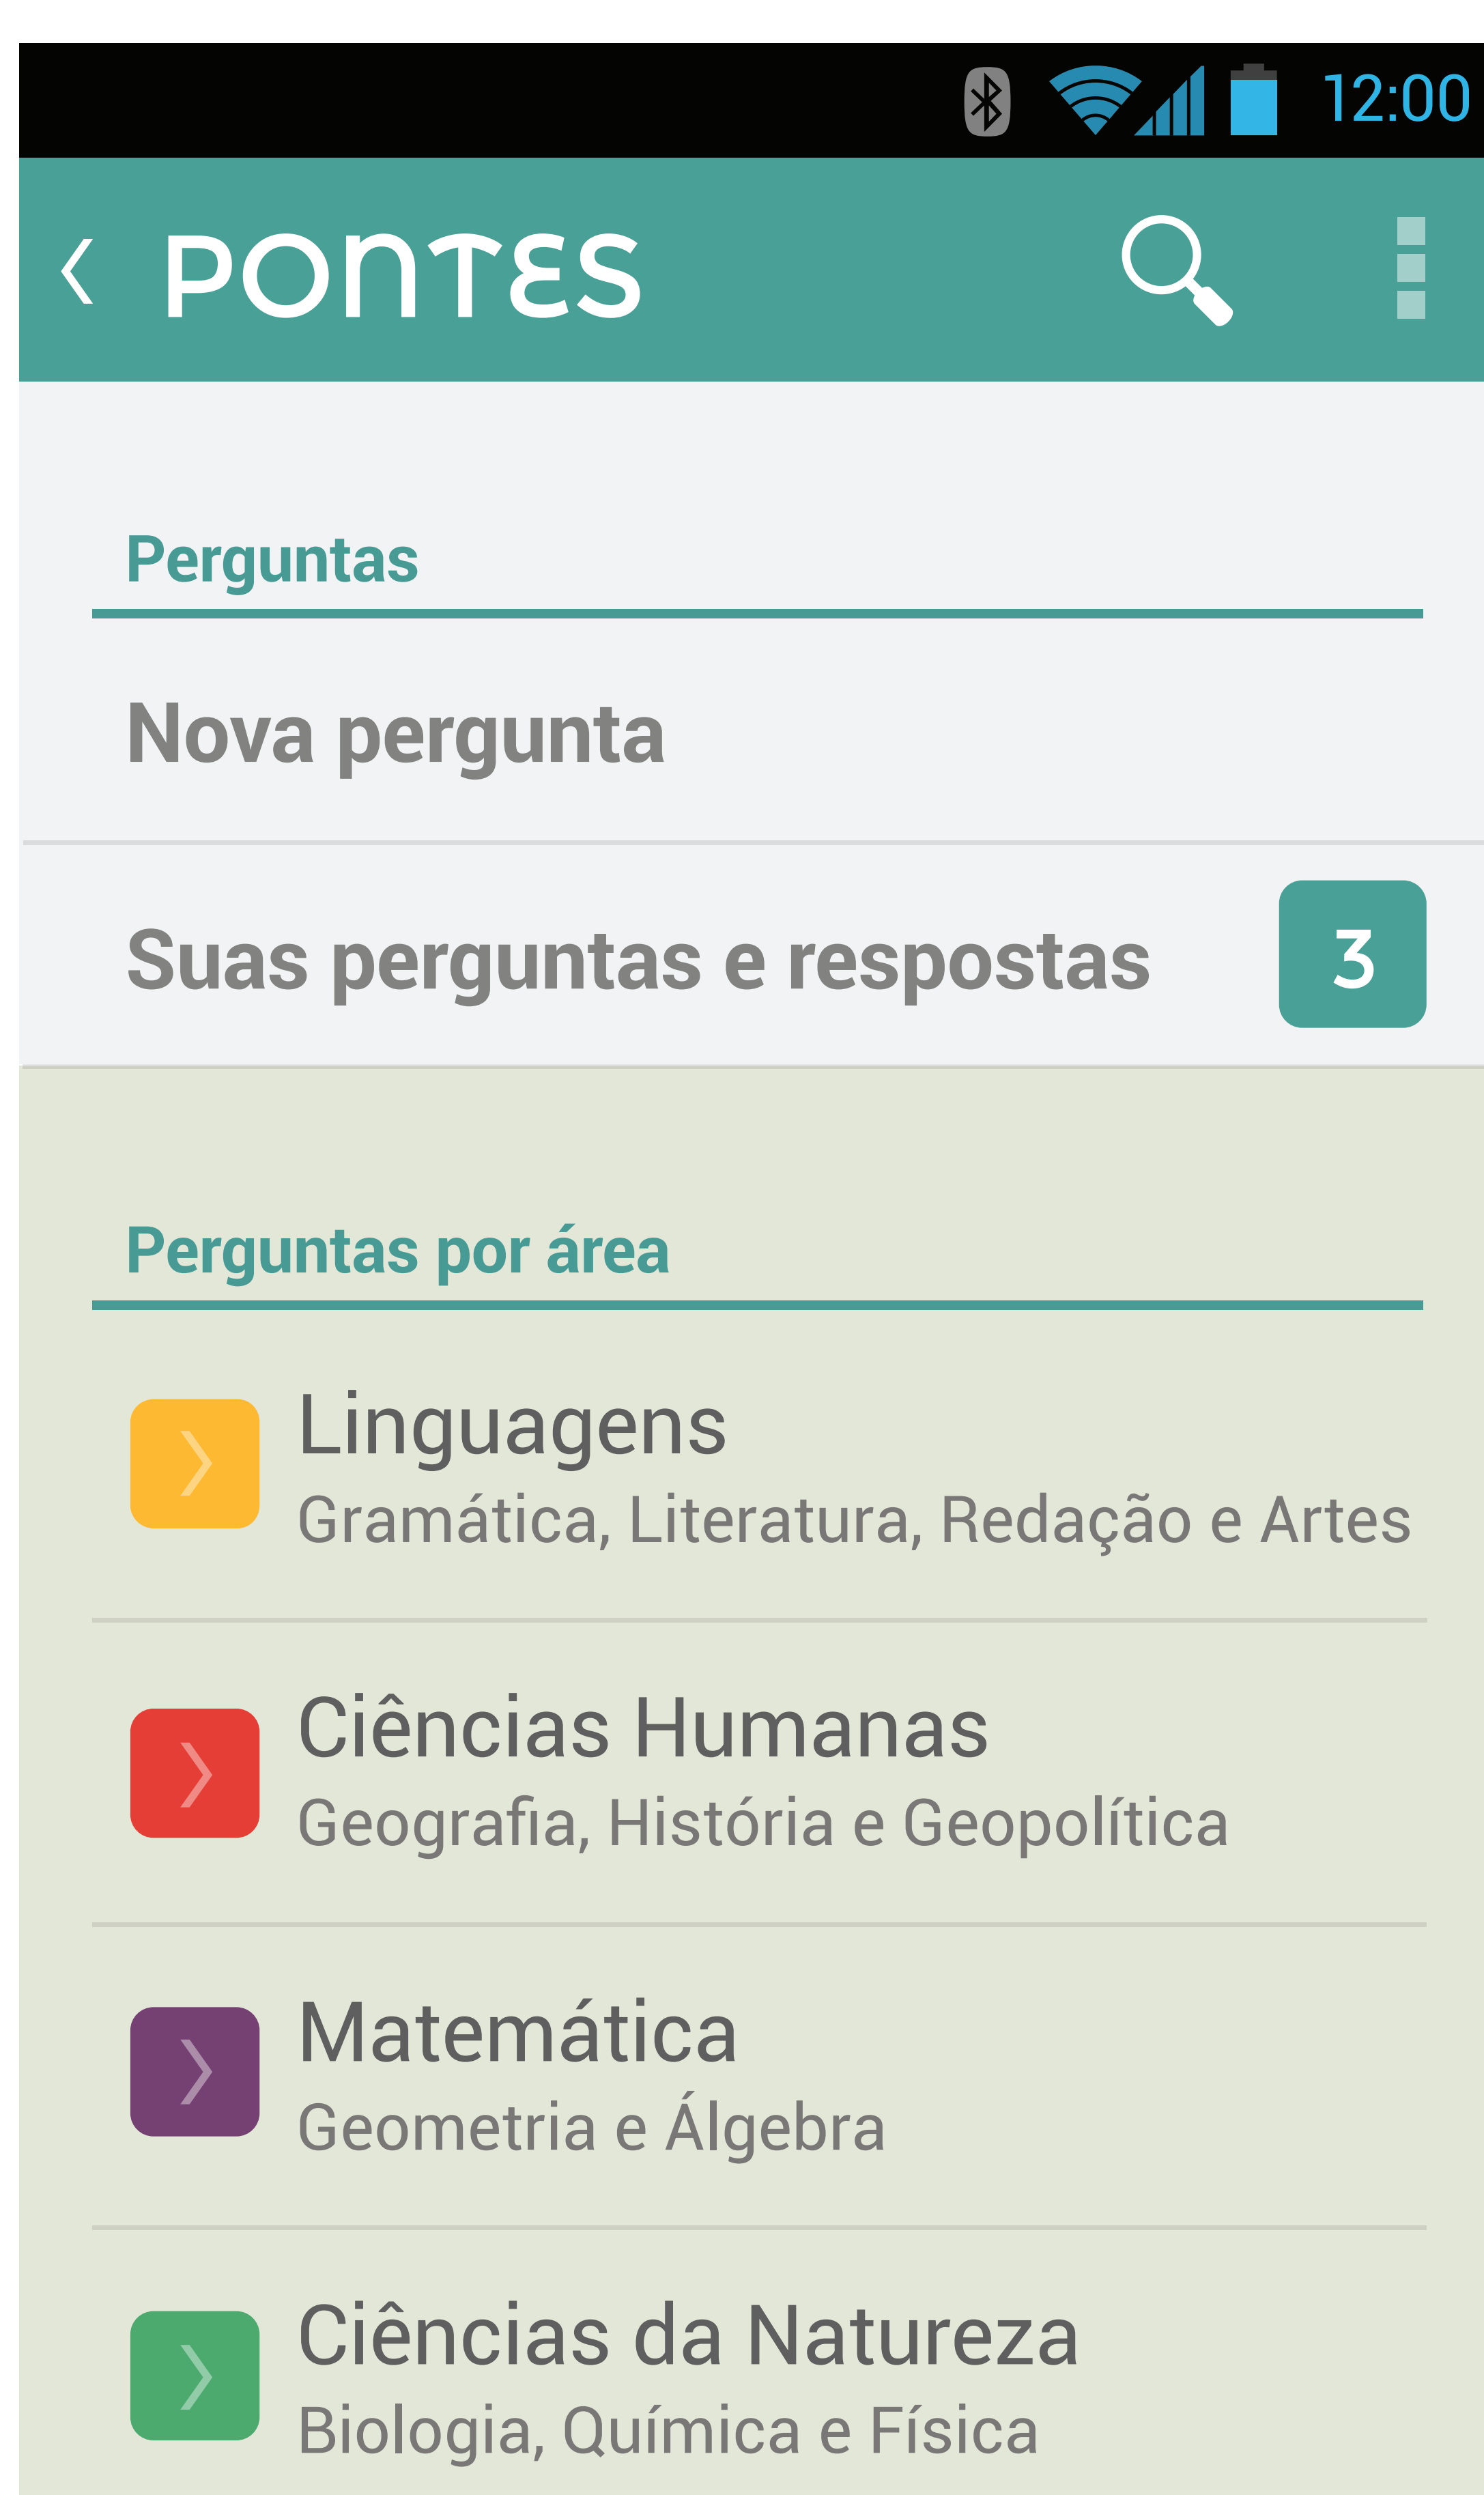 12:00
PONTES
Perguntas
Nova pergunta
Suas perguntas e respostas
3
Perguntas por área
Linguagens
Gramática, Literatura, Redação e Artes
Ciências Humanas
Geografia, História e Geopolítica
Matemática
Geometria e Álgebra
Ciências da Natureza
Biologia, Química e Física